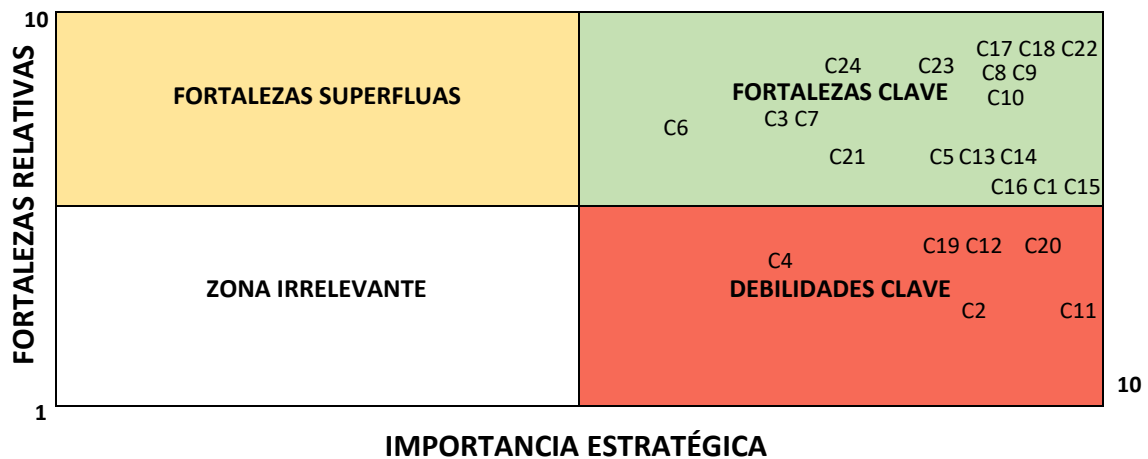 10
FORTALEZAS RELATIVAS
FORTALEZAS SUPERFLUAS
C17 C18 C22
C24 C23
C8 C9
FORTALEZAS CLAVE
C10
C3 C7
C6
C21 C5 C13 C14
C16 C1 C15
ZONA IRRELEVANTE
C19 C12 C20
C4
DEBILIDADES CLAVE
C2 C11
10
1
IMPORTANCIA ESTRATÉGICA